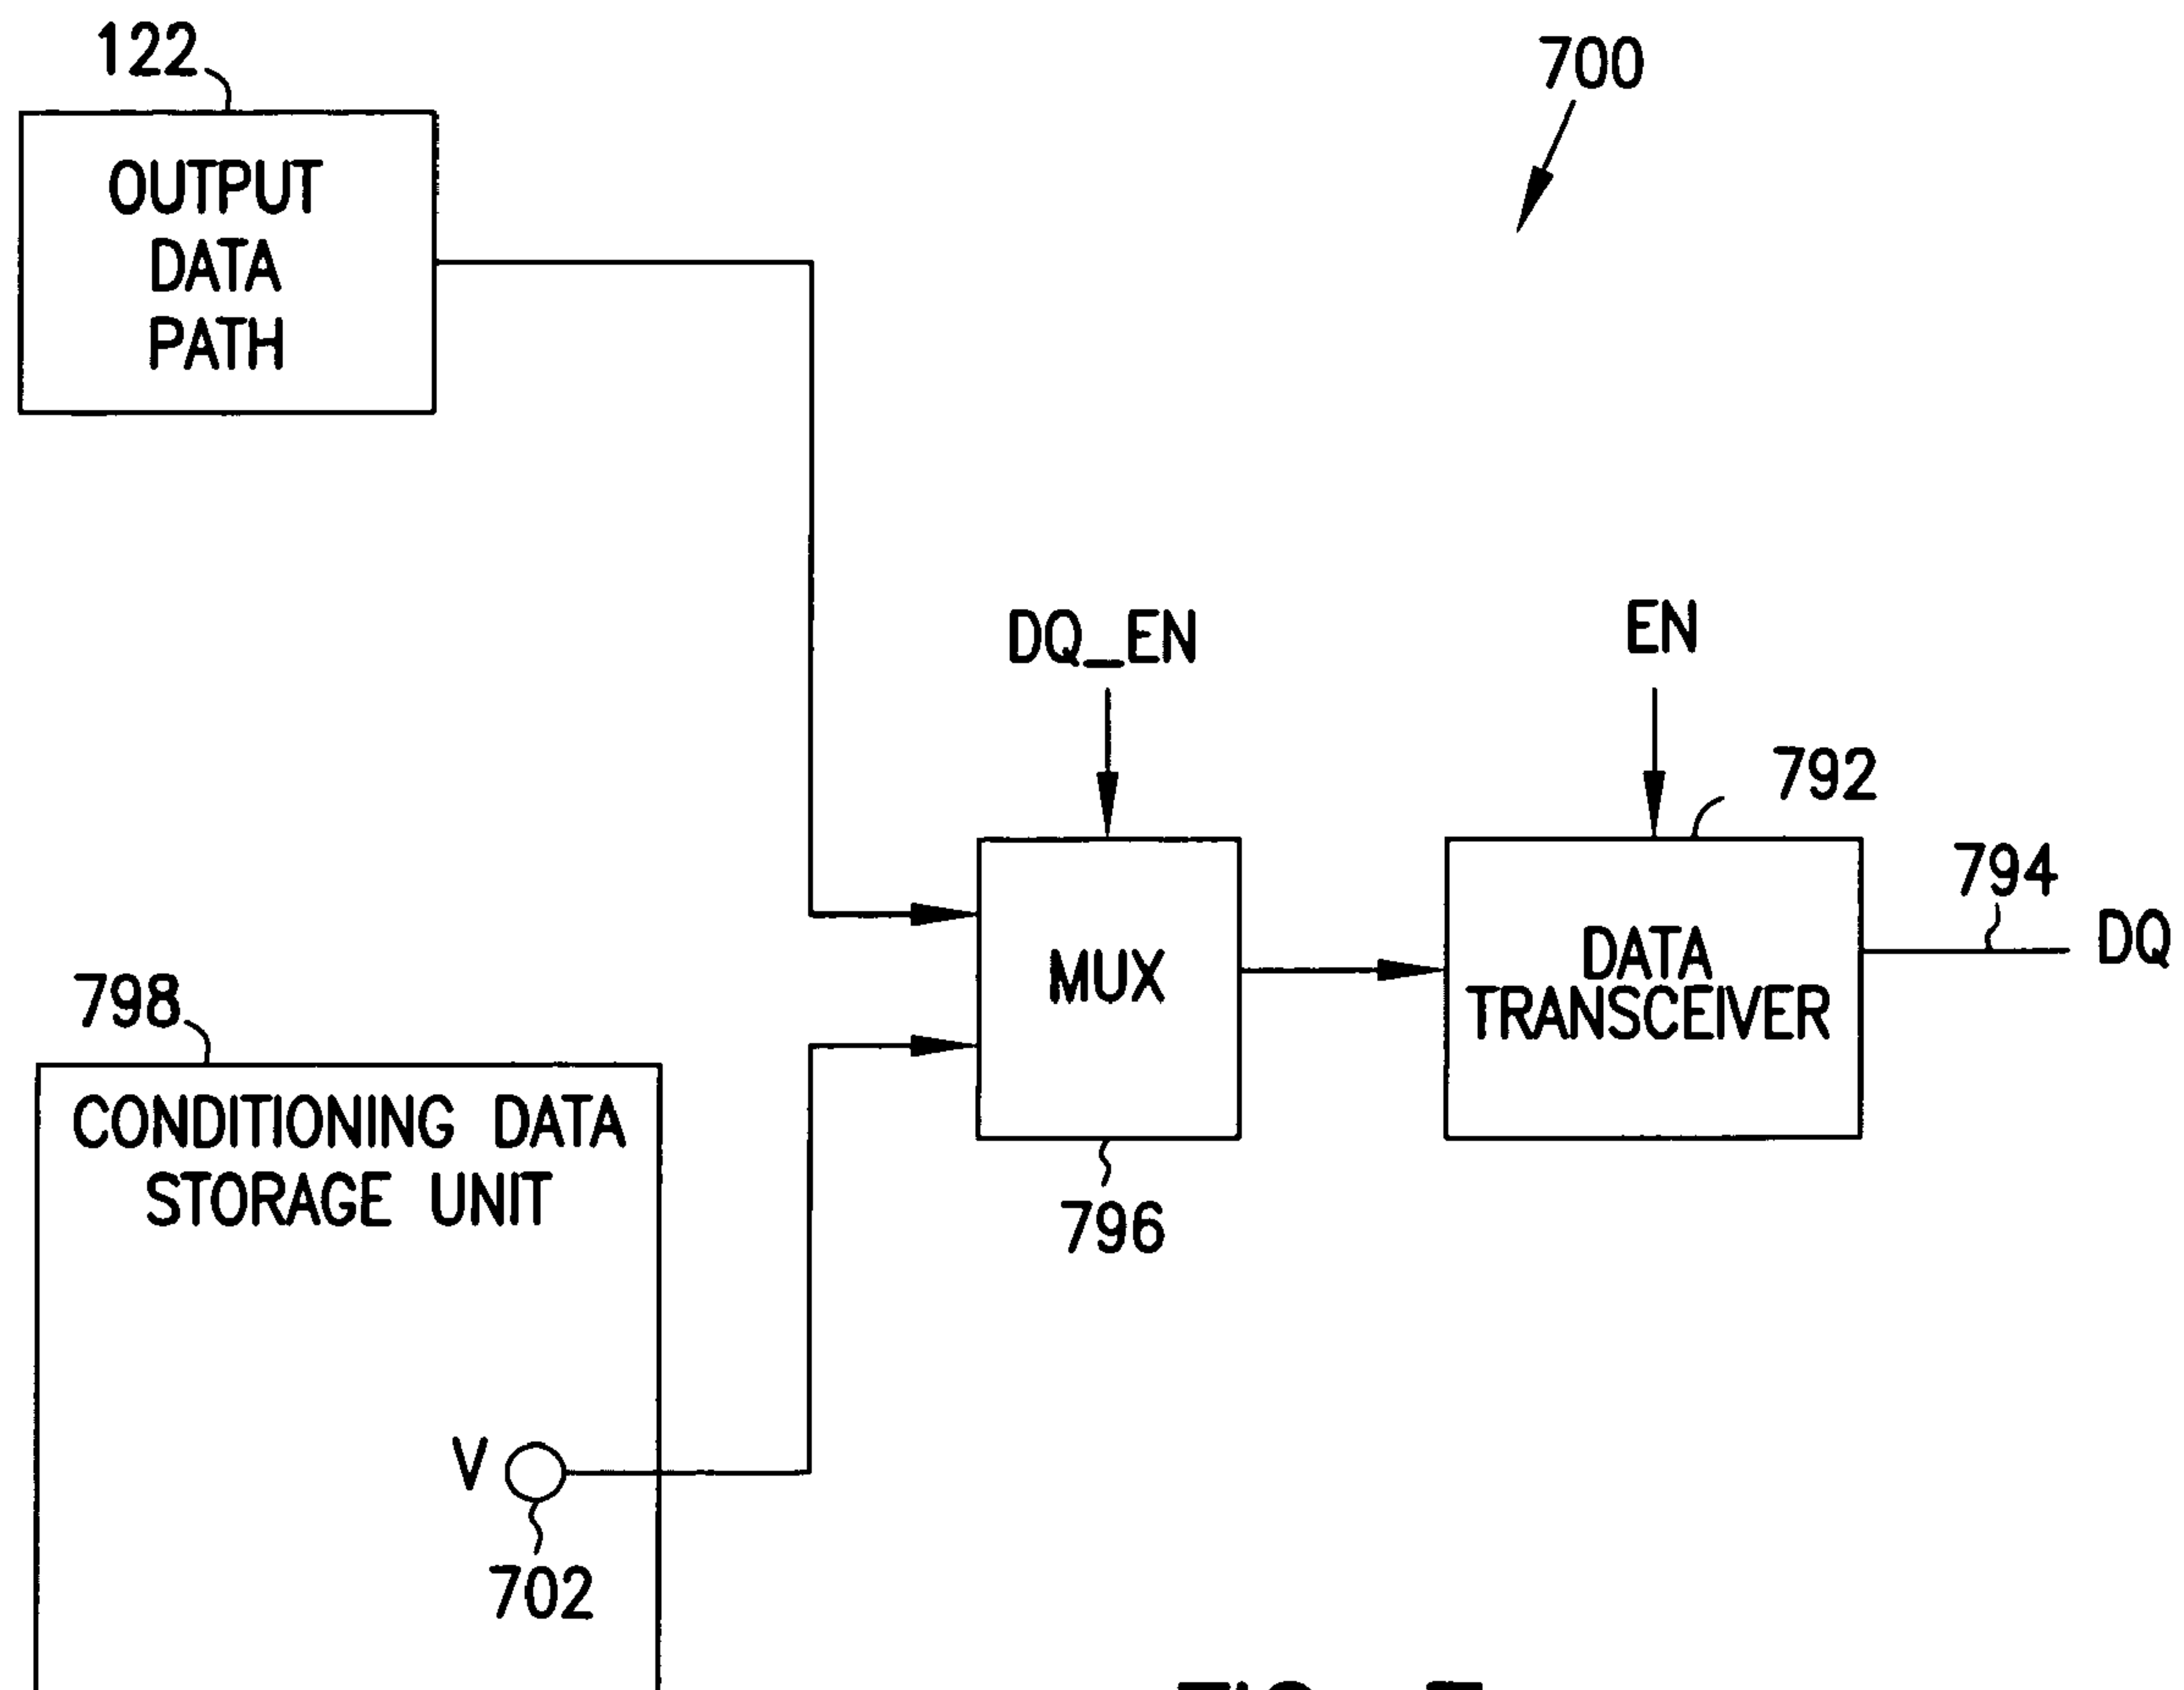 122
700
OUTPUT
DATA
PATH
DQ_EN
EN
792
794
DQ
MUX
DATA
TRANSCEIVER
798
CONDITIONING DATA
STORAGE UNIT
796
V
702